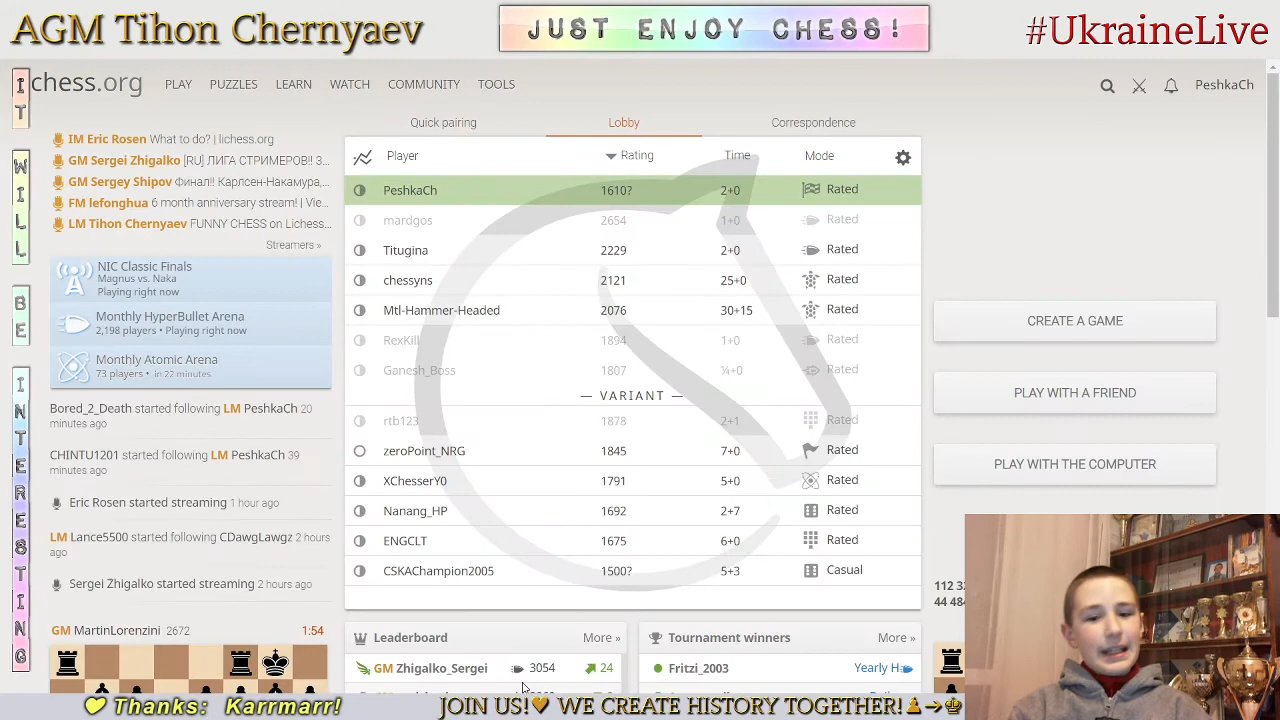 AGM Tihon Chernyaev
JUST ENJOY CHESS!
#UkraineLive
IT WILL BE INTERESTING
chess.org
PLAY PUZZLES LEARN WATCH COMMUNITY TOOLS
PeshkaCh
IM Eric Rosen What to do? | lichess.org
GM Sergei Zhigalko [RU] ЛИГА СТРИМЕРОВ!! 3...
GM Sergey Shipov Финал!! Карлсен-Накамура,...
FM lefonghua 6 month anniversary stream! | Vie...
LM Tihon Chernyaev FUNNY CHESS on Lichess...
Streamers »
NIC Classic Finals
Magnus vs. Naka
Playing right now
Monthly HyperBullet Arena
2,198 players • Playing right now
Monthly Atomic Arena
73 players • in 22 minutes
Bored_2_Death started following LM PeshkaCh 20
minutes ago
CHINTU1201 started following LM PeshkaCh 39
minutes ago
Eric Rosen started streaming 1 hour ago
LM Lance5500 started following CDawgLawgz 2 hours
ago
Sergei Zhigalko started streaming 2 hours ago
GM MartinLorenzini 2672 1:54
Quick pairing Lobby Correspondence
Player Rating Time Mode
PeshkaCh 1610? 2+0 Rated
mardgos 2654 1+0 Rated
Titugina 2229 2+0 Rated
chessyns 2121 25+0 Rated
Mtl-Hammer-Headed 2076 30+15 Rated
RexKill 1894 1+0 Rated
Ganesh_Boss 1807 ¼+0 Rated
— VARIANT —
rtb123 1878 2+1 Rated
zeroPoint_NRG 1845 7+0 Rated
XChesserY0 1791 5+0 Rated
Nanang_HP 1692 2+7 Rated
ENGCLT 1675 6+0 Rated
CSKAChampion2005 1500? 5+3 Casual
CREATE A GAME
PLAY WITH A FRIEND
PLAY WITH THE COMPUTER
112 3
44 484
Leaderboard More »
GM Zhigalko_Sergei 3054 24
Tournament winners More »
Fritzi_2003 Yearly H
Thanks: Karrmarr!
JOIN US! WE CREATE HISTORY TOGETHER!